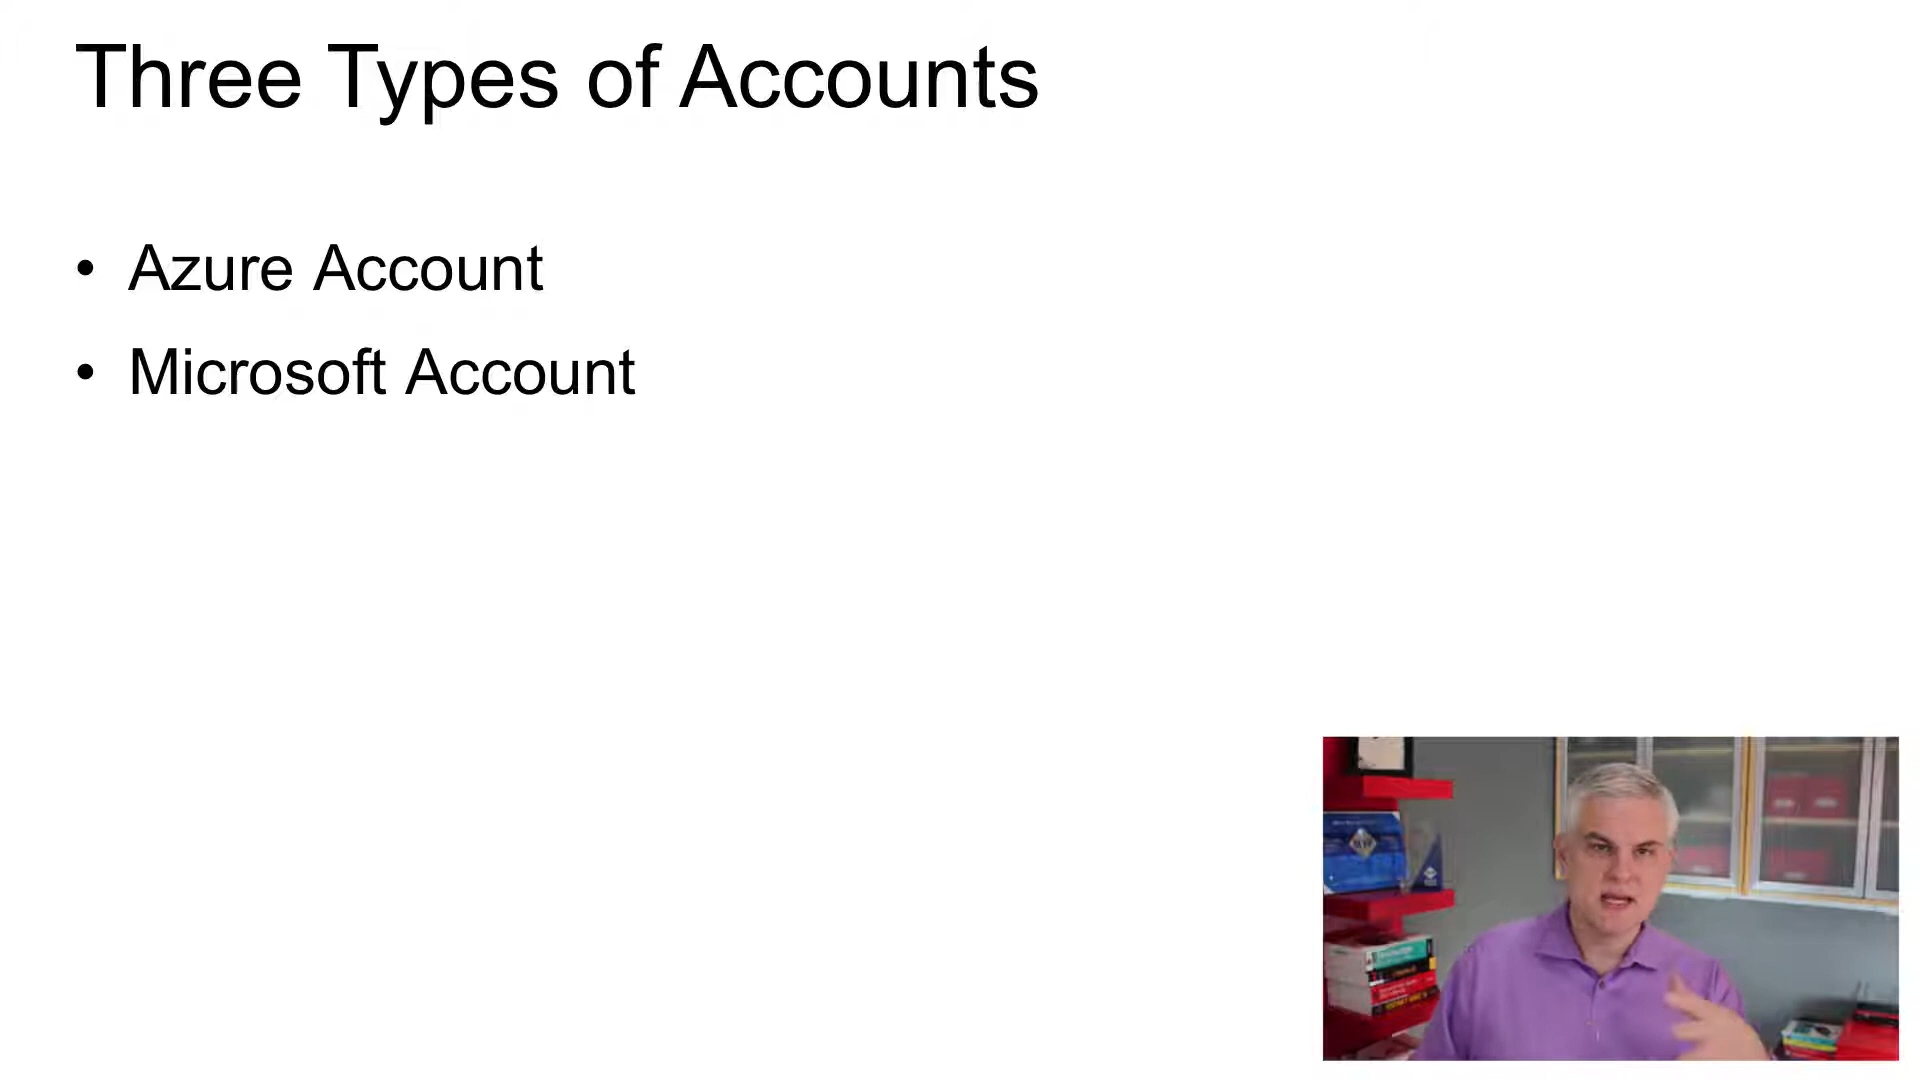 Three Types of Accounts
• Azure Account
• Microsoft Account